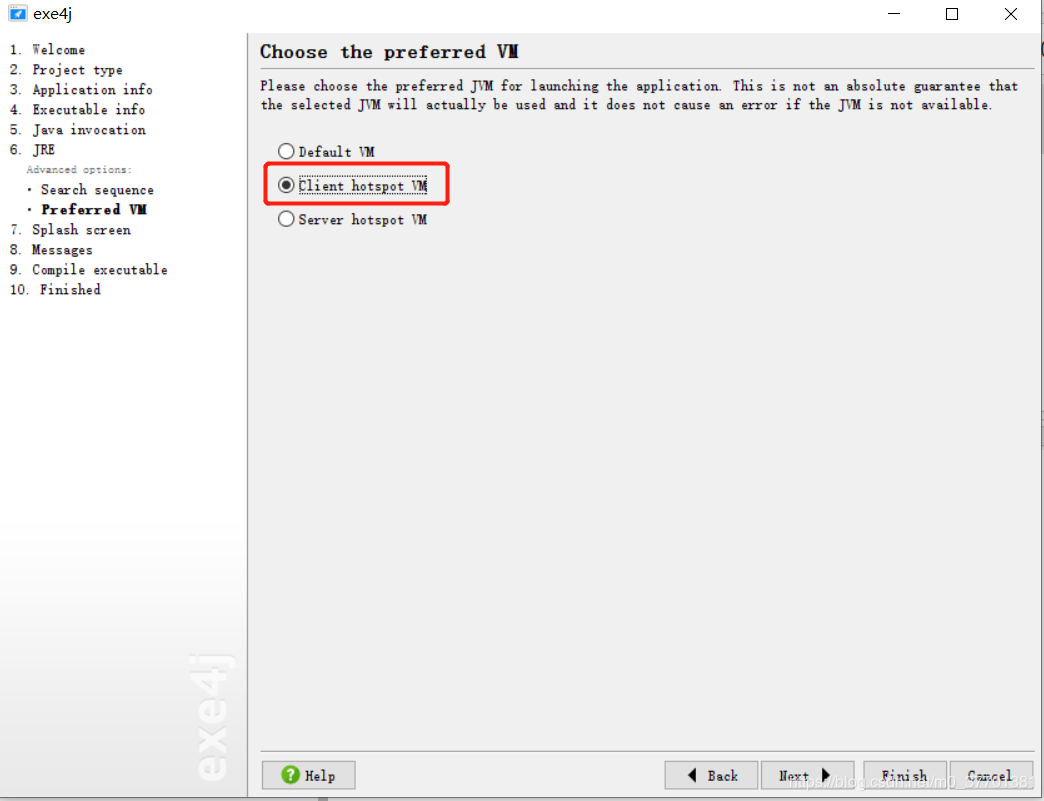 exe4j
1. Welcome
2. Project type
3. Application info
4. Executable info
5. Java invocation
6. JRE
Advanced options:
· Search sequence
· Preferred VM
7. Splash screen
8. Messages
9. Compile executable
10. Finished
exe4j
Choose the preferred VM
Please choose the preferred JVM for launching the application. This is not an absolute guarantee that
the selected JVM will actually be used and it does not cause an error if the JVM is not available.
Default VM
Client hotspot VM
Server hotspot VM
Help
Back
Next
Finish
Cancel